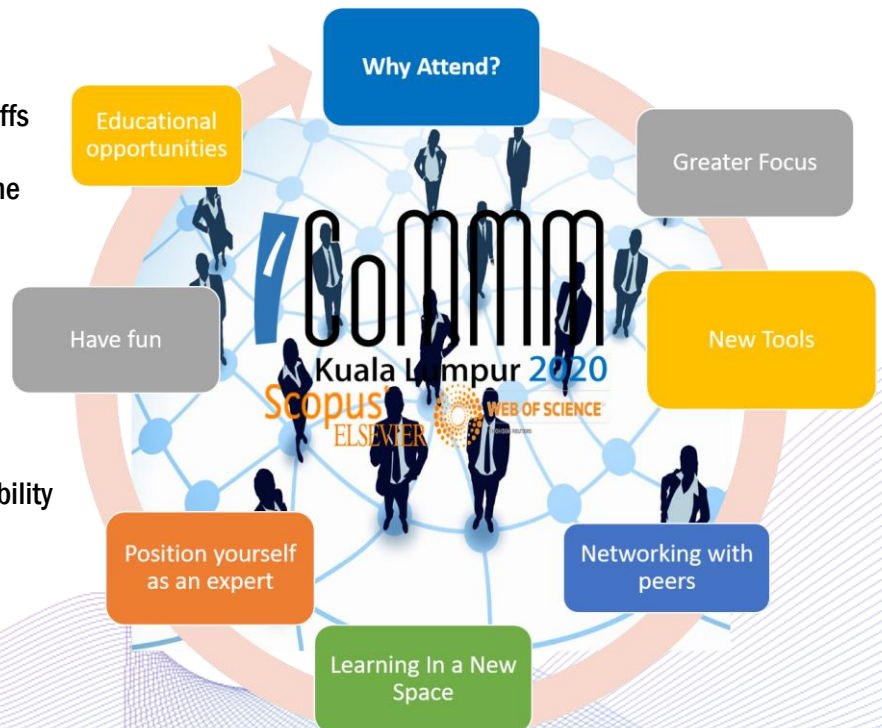 Why Attend?
Greater Focus
New Tools
Networking with
peers
Learning In a New
Space
Position yourself
as an expert
Have fun
Educational
opportunities
iCoMMM
Kuala Lumpur 2020
Scopus
ELSEVIER
WEB OF SCIENCE